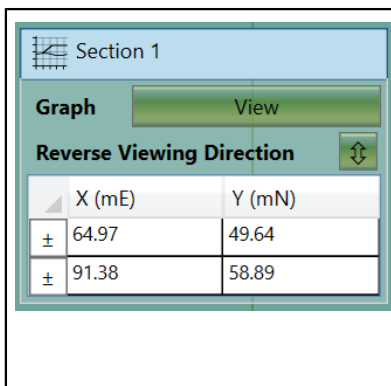 Section 1
Graph View
Reverse Viewing Direction
X (mE) Y (mN)
± 64.97 49.64
± 91.38 58.89